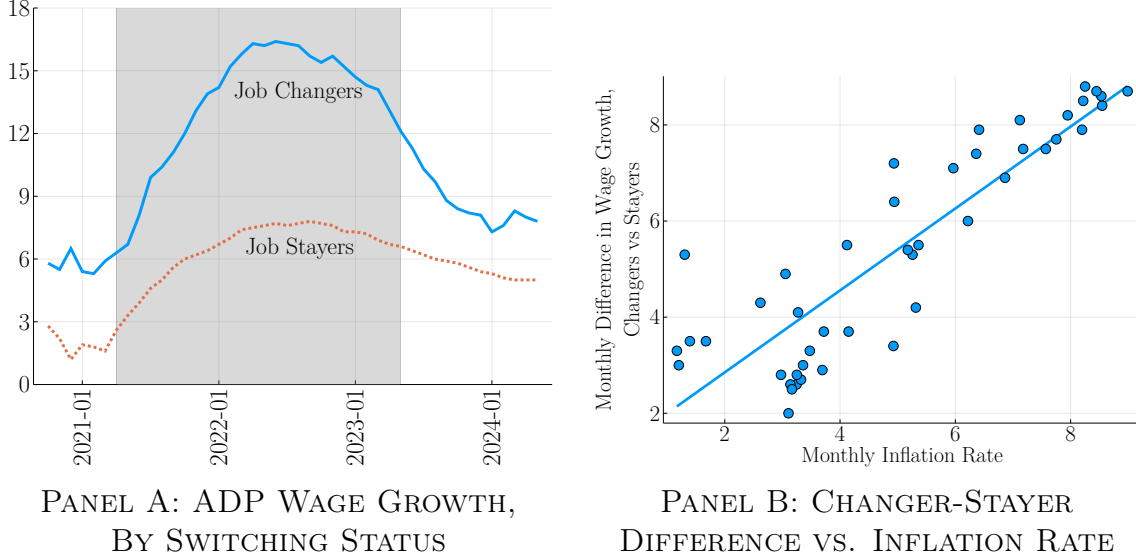 18
15
12
9
6
3
0
Job Changers
Job Stayers
2021-01
2022-01
2023-01
2024-01
PANEL A: ADP WAGE GROWTH,
BY SWITCHING STATUS
Monthly Difference in Wage Growth,
Changers vs Stayers
8
6
4
2
2
4
6
8
Monthly Inflation Rate
PANEL B: CHANGER-STAYER
DIFFERENCE VS. INFLATION RATE